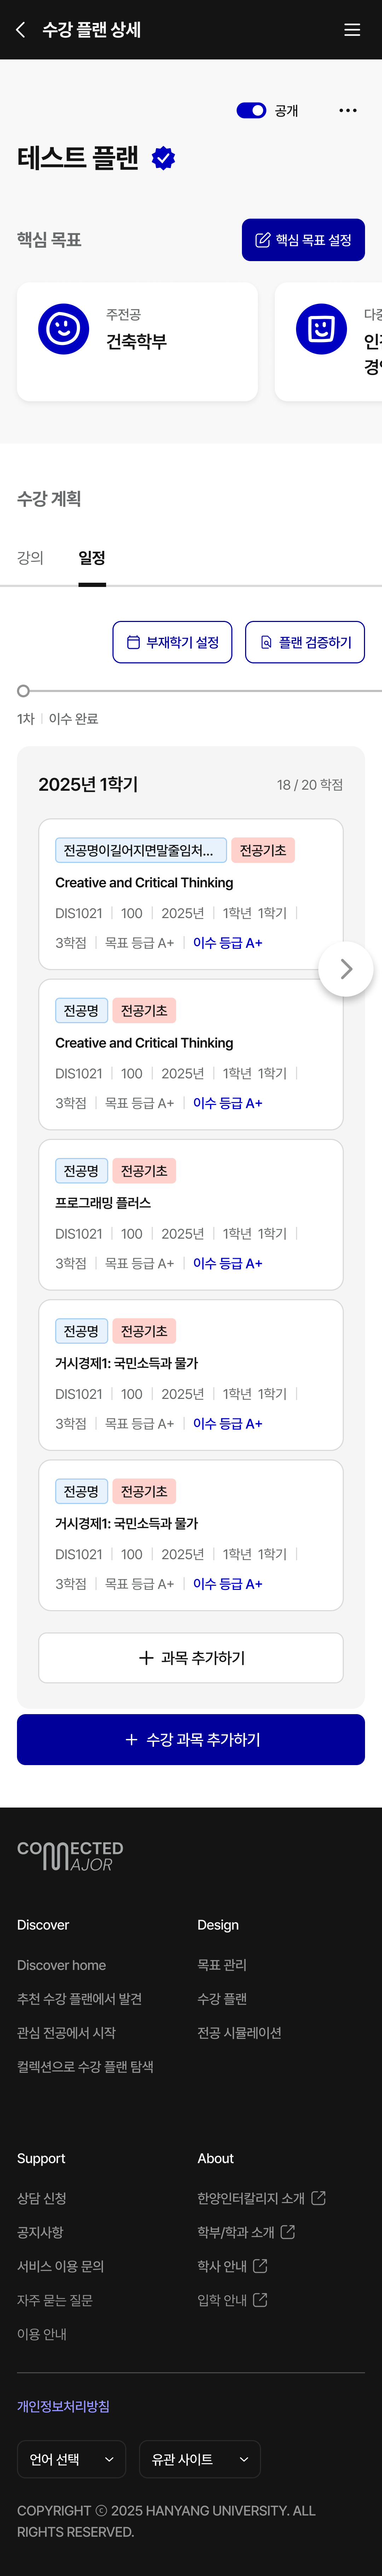 수강 플랜 상세
공개
테스트 플랜
핵심 목표
핵심 목표 설정
주전공
건축학부
다중
인
경영
수강 계획
강의 일정
부재학기 설정 플랜 검증하기
1차 이수 완료
2025년 1학기 18 / 20 학점
전공명이길어지면말줄임처... 전공기초
Creative and Critical Thinking
DIS1021 100 2025년 1학년 1학기
3학점 목표 등급 A+ 이수 등급 A+
전공명 전공기초
Creative and Critical Thinking
DIS1021 100 2025년 1학년 1학기
3학점 목표 등급 A+ 이수 등급 A+
전공명 전공기초
프로그래밍 플러스
DIS1021 100 2025년 1학년 1학기
3학점 목표 등급 A+ 이수 등급 A+
전공명 전공기초
거시경제1: 국민소득과 물가
DIS1021 100 2025년 1학년 1학기
3학점 목표 등급 A+ 이수 등급 A+
전공명 전공기초
거시경제1: 국민소득과 물가
DIS1021 100 2025년 1학년 1학기
3학점 목표 등급 A+ 이수 등급 A+
+ 과목 추가하기
+ 수강 과목 추가하기
CONNECTED
MAJOR
Discover
Discover home
추천 수강 플랜에서 발견
관심 전공에서 시작
컬렉션으로 수강 플랜 탐색
Design
목표 관리
수강 플랜
전공 시뮬레이션
Support
상담 신청
공지사항
서비스 이용 문의
자주 묻는 질문
이용 안내
About
한양인터칼리지 소개
학부/학과 소개
학사 안내
입학 안내
개인정보처리방침
언어 선택 유관 사이트
COPYRIGHT ⓒ 2025 HANYANG UNIVERSITY. ALL
RIGHTS RESERVED.